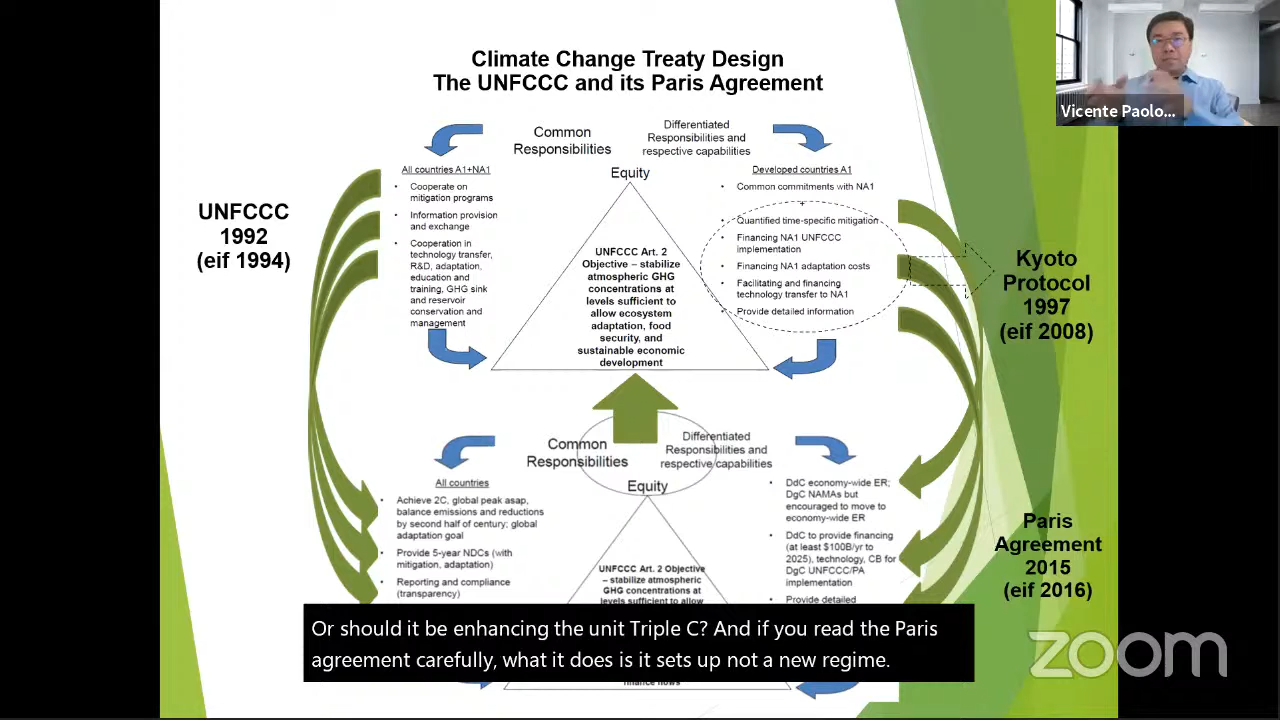 Climate Change Treaty Design
The UNFCCC and its Paris Agreement
Vicente Paolo...
UNFCCC
1992
(eif 1994)
Common
Responsibilities
Differentiated
Responsibilities and
respective capabilities
Equity
All countries A1+NA1
• Cooperate on
mitigation programs
• Information provision
and exchange
• Cooperation in
technology transfer,
R&D, adaptation,
education and
training, GHG sink
and reservoir
conservation and
management
UNFCCC Art. 2
Objective – stabilize
atmospheric GHG
concentrations at
levels sufficient to
allow ecosystem
adaptation, food
security, and
sustainable economic
development
Developed countries A1
• Common commitments with NA1
+
• Quantified time-specific mitigation
• Financing NA1 UNFCCC
implementation
• Financing NA1 adaptation costs
• Facilitating and financing
technology transfer to NA1
• Provide detailed information
Kyoto
Protocol
1997
(eif 2008)
Common
Responsibilities
Differentiated
Responsibilities and
respective capabilities
Equity
All countries
• Achieve 2C, global peak asap,
balance emissions and reductions
by second half of century; global
adaptation goal
• Provide 5-year NDCs (with
mitigation, adaptation)
• Reporting and compliance
(transparency)
UNFCCC Art. 2 Objective
– stabilize atmospheric
GHG concentrations at
levels sufficient to allow
• DdC economy-wide ER;
DgC NAMAs but
encouraged to move to
economy-wide ER
• DdC to provide financing
(at least $100B/yr to
2025), technology, CB for
DgC UNFCCC/PA
implementation
• Provide detailed
Paris
Agreement
2015
(eif 2016)
Or should it be enhancing the unit Triple C? And if you read the Paris
agreement carefully, what it does is it sets up not a new regime.
finance flows
zoom